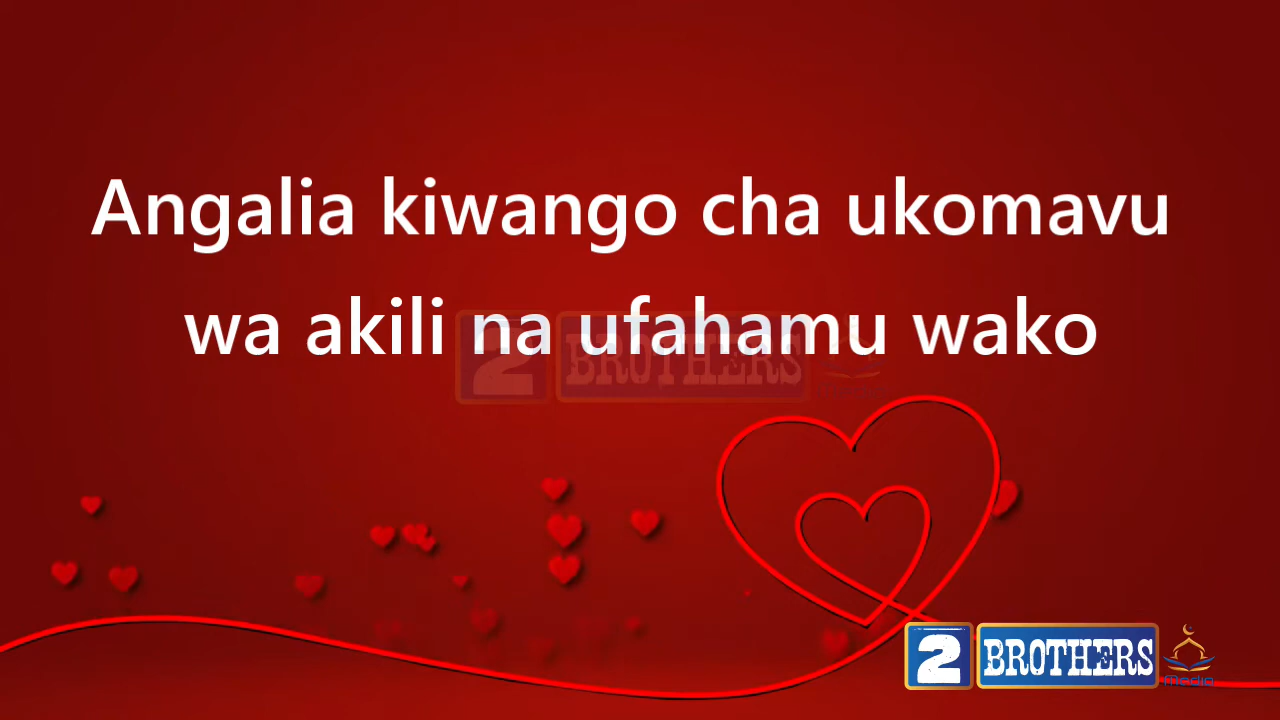 Angalia kiwango cha ukomavu
wa akili na ufahamu wako
2 BROTHERS
2 BROTHERS
Media